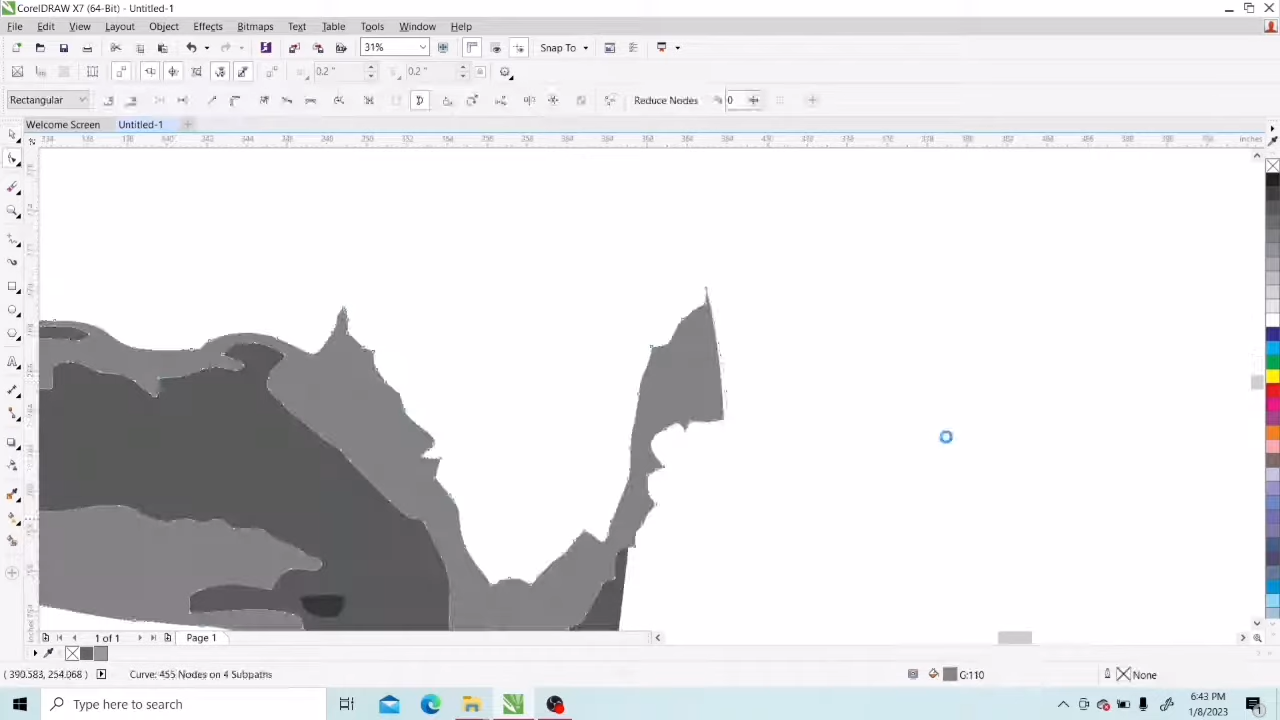 CorelDRAW X7 (64-Bit) - Untitled-1
File Edit View Layout Object Effects Bitmaps Text Table Tools Window Help
31% Snap To
0.2 " 0.2 "
Rectangular Reduce Nodes 0
Welcome Screen Untitled-1
inches
1 of 1 Page 1
( 390.583, 254.068 ) Curve: 455 Nodes on 4 Subpaths G:110 None
Type here to search
6:43 PM
1/8/2023